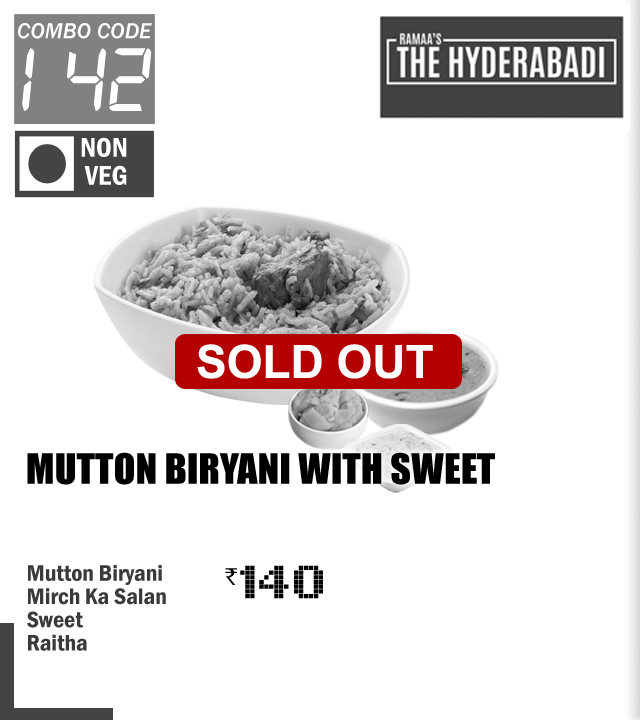 COMBO CODE
142
NON
VEG
RAMAA'S
THE HYDERABADI
SOLD OUT
MUTTON BIRYANI WITH SWEET
Mutton Biryani
Mirch Ka Salan
Sweet
Raitha
₹140